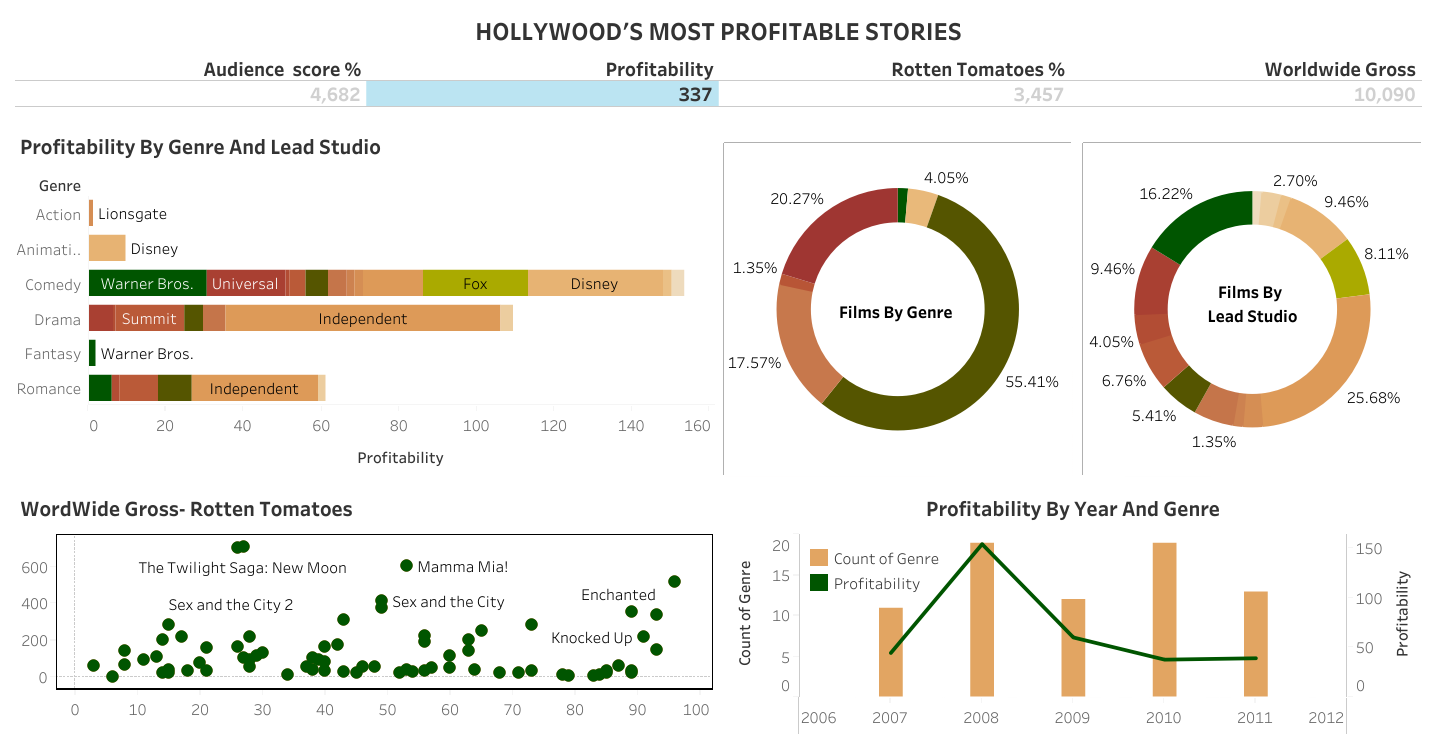 HOLLYWOOD'S MOST PROFITABLE STORIES
Audience score % Profitability Rotten Tomatoes % Worldwide Gross
4,682 337 3,457 10,090
Profitability By Genre And Lead Studio
Genre
Action Lionsgate
Animati.. Disney
Comedy Warner Bros. Universal Fox Disney
Drama Summit Independent
Fantasy Warner Bros.
Romance Independent
0 20 40 60 80 100 120 140 160
Profitability
4.05%
20.27%
1.35%
Films By Genre
17.57%
55.41%
2.70%
16.22%
9.46%
8.11%
9.46%
Films By
Lead Studio
4.05%
6.76%
25.68%
5.41%
1.35%
WordWide Gross- Rotten Tomatoes
600
400
200
0
The Twilight Saga: New Moon
Mamma Mia!
Sex and the City 2
Sex and the City
Enchanted
Knocked Up
0 10 20 30 40 50 60 70 80 90 100
Profitability By Year And Genre
Count of Genre
20
15
10
5
0
Count of Genre
Profitability
150
100
50
0
Profitability
2006 2007 2008 2009 2010 2011 2012